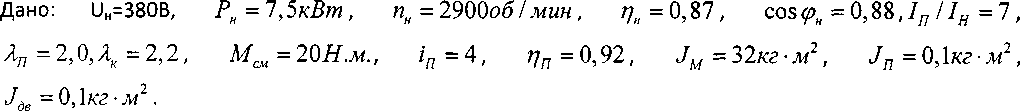 Дано: Uн=380В, Pн = 7,5кВт, nн = 2900об / мин, ηн = 0,87, cosφн = 0,88, IП / IН = 7,
λП = 2,0, λк = 2,2, Mсм = 20Н.м., iП = 4, ηП = 0,92, JМ = 32кг · м², JП = 0,1кг · м²,
Jдв = 0,1кг · м².